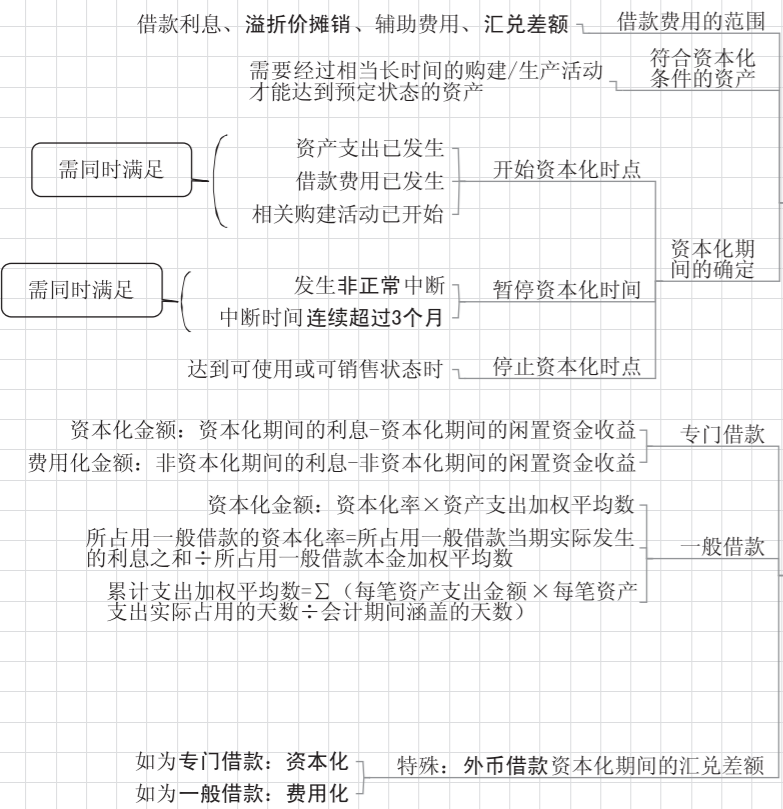 借款利息、溢折价摊销、辅助费用、汇兑差额
借款费用的范围
需要经过相当长时间的购建/生产活动
才能达到预定状态的资产
符合资本化
条件的资产
需同时满足
资产支出已发生
借款费用已发生
相关购建活动已开始
开始资本化时点
资本化期
间的确定
需同时满足
发生非正常中断
中断时间连续超过3个月
暂停资本化时间
达到可使用或可销售状态时
停止资本化时点
资本化金额：资本化期间的利息-资本化期间的闲置资金收益
费用化金额：非资本化期间的利息-非资本化期间的闲置资金收益
专门借款
资本化金额：资本化率×资产支出加权平均数
所占用一般借款的资本化率=所占用一般借款当期实际发生
的利息之和÷所占用一般借款本金加权平均数
累计支出加权平均数=Σ（每笔资产支出金额×每笔资产
支出实际占用的天数÷会计期间涵盖的天数）
一般借款
如为专门借款：资本化
如为一般借款：费用化
特殊：外币借款资本化期间的汇兑差额